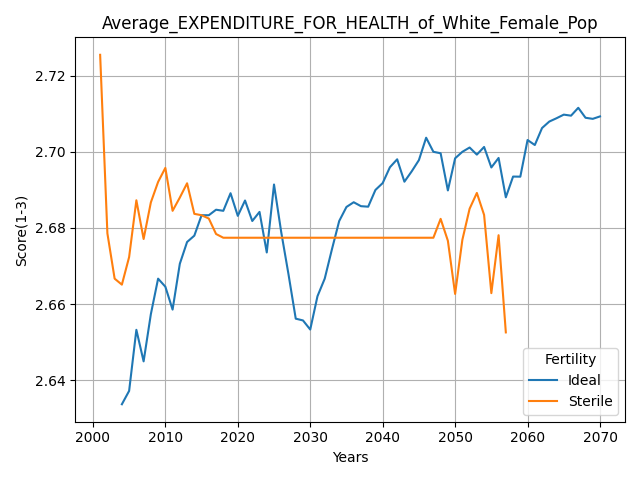 Average_EXPENDITURE_FOR_HEALTH_of_White_Female_Pop
Score(1-3)
2.72
2.70
2.68
2.66
2.64
2000 2010 2020 2030 2040 2050 2060 2070
Years
Fertility
Ideal
Sterile